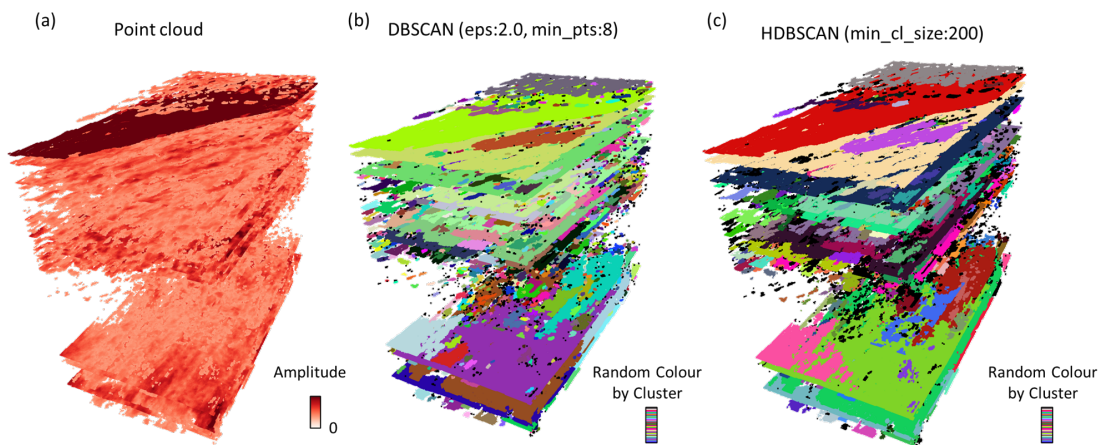 (a)
Point cloud
(b)
DBSCAN (eps:2.0, min_pts:8)
(c)
HDBSCAN (min_cl_size:200)
Amplitude
0
Random Colour
by Cluster
Random Colour
by Cluster